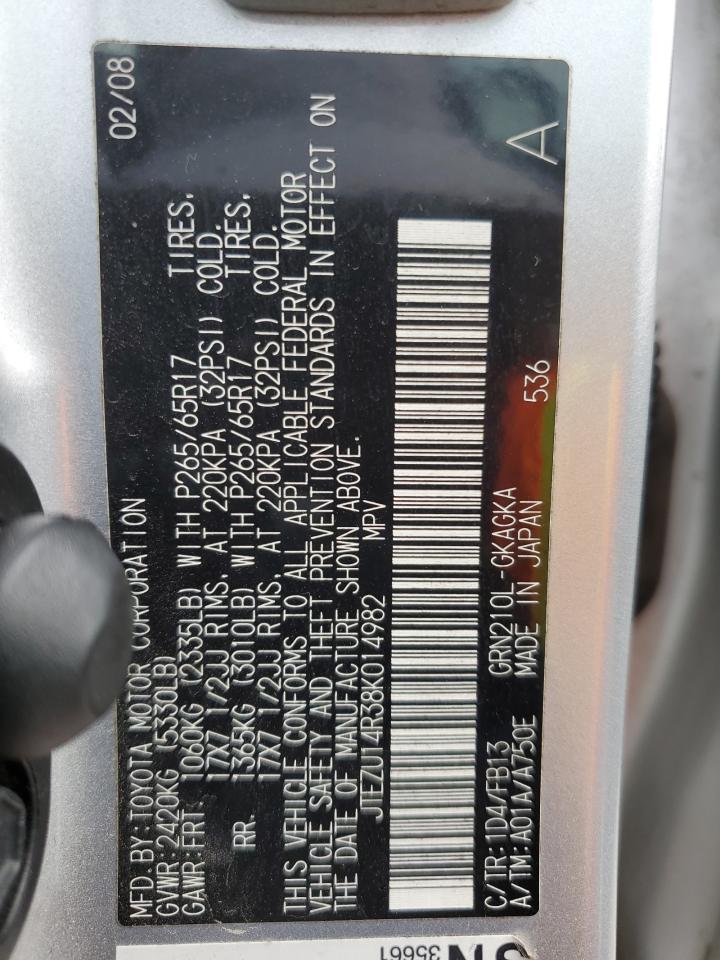 MFD.BY:TOYOTA MOTOR CORPORATION 02/08
GVWR:2420KG (5330LB)
GAWR:FRT. 1060KG (2335LB) WITH P265/65R17 TIRES,
17X7 1/2JJ RIMS, AT 220KPA (32PSI) COLD.
RR. 1365KG (3010LB) WITH P265/65R17 TIRES,
17X7 1/2JJ RIMS, AT 220KPA (32PSI) COLD.
THIS VEHICLE CONFORMS TO ALL APPLICABLE FEDERAL MOTOR
VEHICLE SAFETY AND THEFT PREVENTION STANDARDS IN EFFECT ON
THE DATE OF MANUFACTURE SHOWN ABOVE.
JTEZU14R38K014982 MPV
C/TR:1D4/FB13 GRN210L-GKAGKA
A/TM:A01A/A750E MADE IN JAPAN 536 A
35661